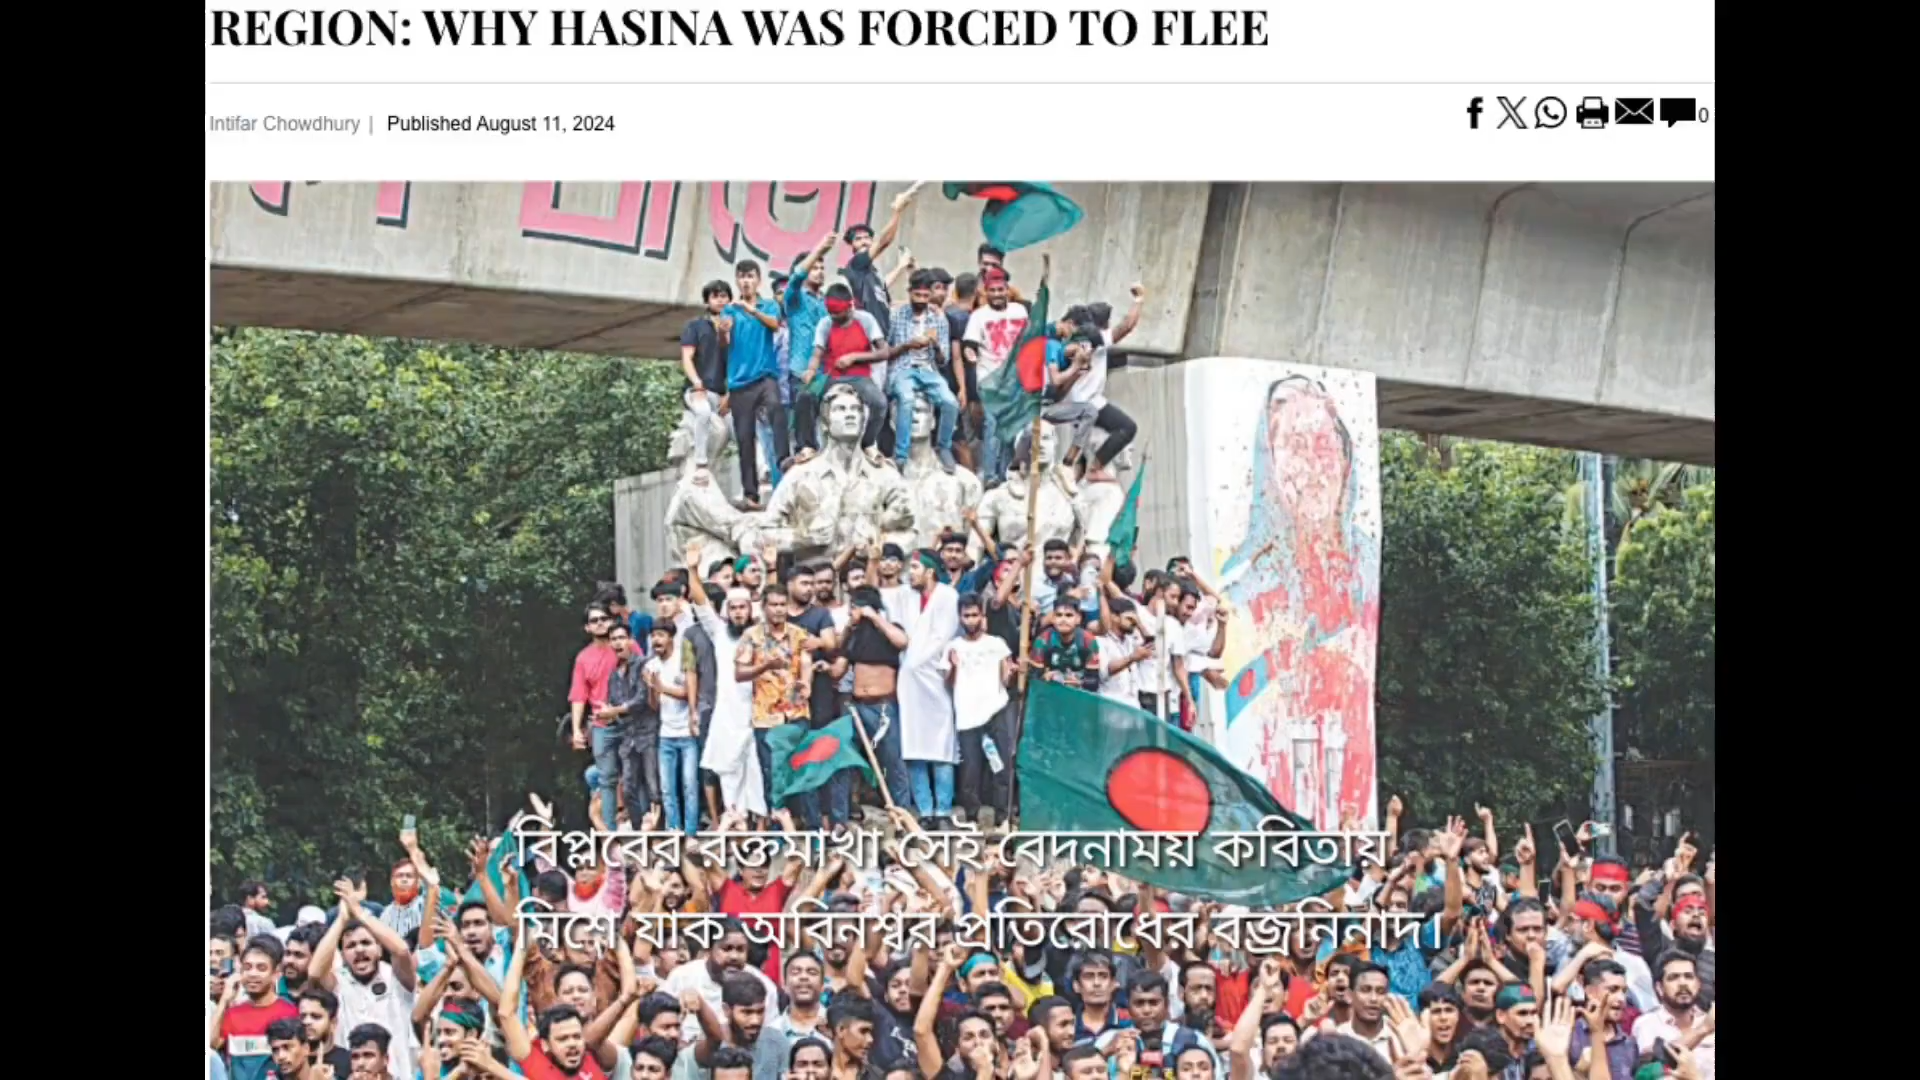 REGION: WHY HASINA WAS FORCED TO FLEE
Intifar Chowdhury | Published August 11, 2024
0
বিপ্লবের রক্তমাখা সেই বেদনাময় কবিতায়
মিশে যাক অবিনশ্বর প্রতিরোধের বজ্রনিনাদ।